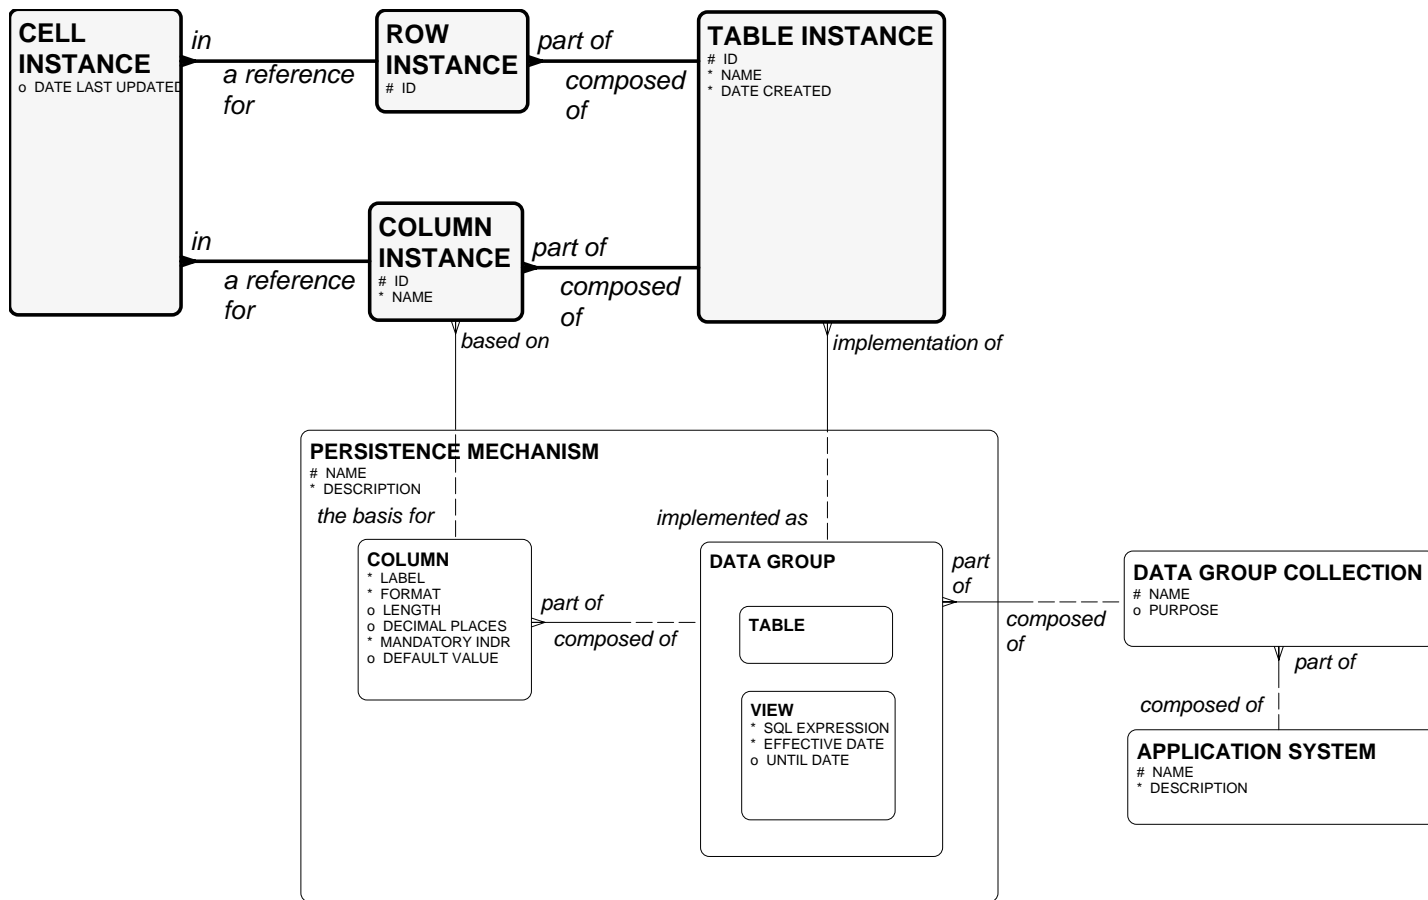 CELL
INSTANCE
o DATE LAST UPDATED
in
a reference
for
ROW
INSTANCE
# ID
part of
composed
of
TABLE INSTANCE
# ID
* NAME
* DATE CREATED
in
a reference
for
COLUMN
INSTANCE
# ID
* NAME
part of
composed
of
based on
implementation of
PERSISTENCE MECHANISM
# NAME
* DESCRIPTION
the basis for
implemented as
COLUMN
* LABEL
* FORMAT
o LENGTH
o DECIMAL PLACES
* MANDATORY INDR
o DEFAULT VALUE
part of
composed of
DATA GROUP
TABLE
VIEW
* SQL EXPRESSION
* EFFECTIVE DATE
o UNTIL DATE
part
of
composed
of
DATA GROUP COLLECTION
# NAME
o PURPOSE
part of
composed of
APPLICATION SYSTEM
# NAME
* DESCRIPTION